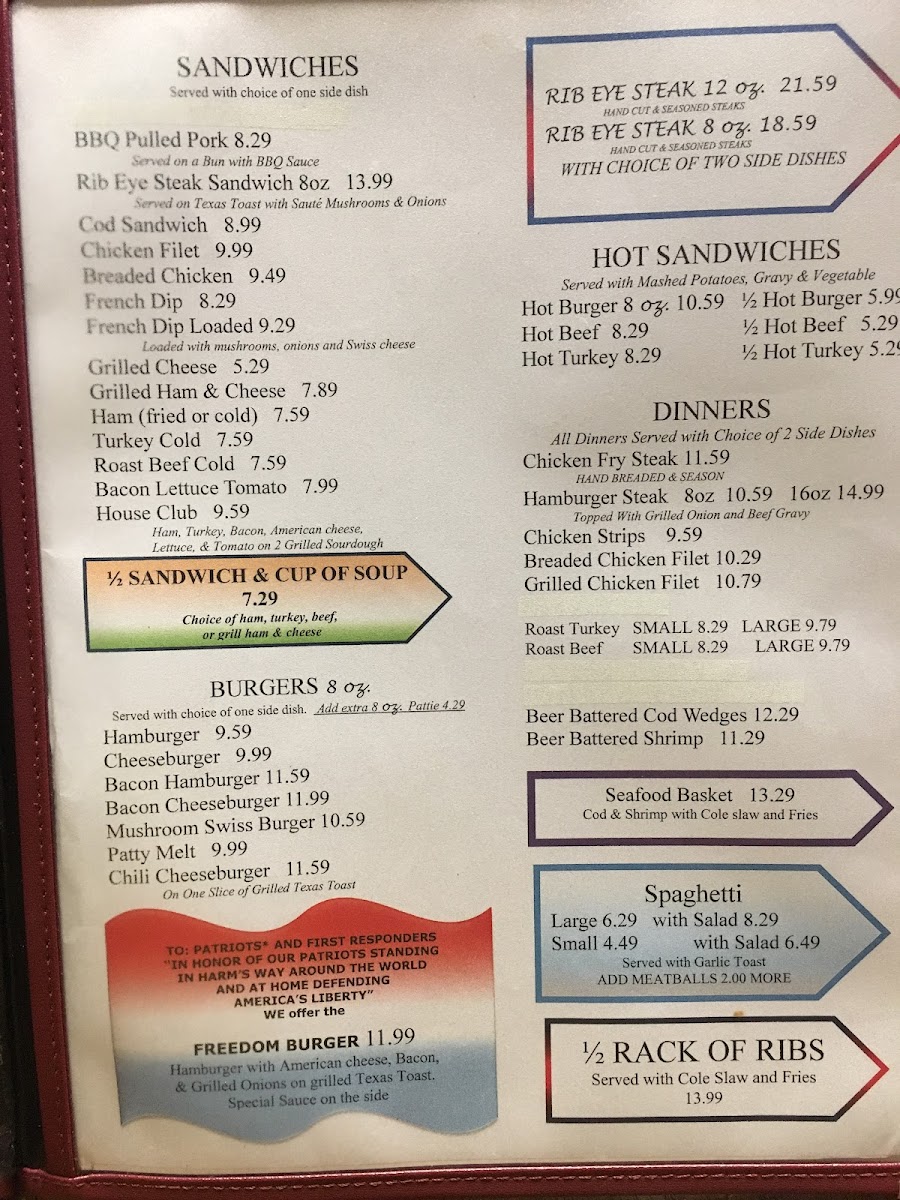 SANDWICHES
Served with choice of one side dish
BBQ Pulled Pork 8.29
Served on a Bun with BBQ Sauce
Rib Eye Steak Sandwich 8oz 13.99
Served on Texas Toast with Sauté Mushrooms & Onions
Cod Sandwich 8.99
Chicken Filet 9.99
Breaded Chicken 9.49
French Dip 8.29
French Dip Loaded 9.29
Loaded with mushrooms, onions and Swiss cheese
Grilled Cheese 5.29
Grilled Ham & Cheese 7.89
Ham (fried or cold) 7.59
Turkey Cold 7.59
Roast Beef Cold 7.59
Bacon Lettuce Tomato 7.99
House Club 9.59
Ham, Turkey, Bacon, American cheese,
Lettuce, & Tomato on 2 Grilled Sourdough
½ SANDWICH & CUP OF SOUP
7.29
Choice of ham, turkey, beef,
or grill ham & cheese
BURGERS 8 oz.
Served with choice of one side dish. Add extra 8 oz. Pattie 4.29
Hamburger 9.59
Cheeseburger 9.99
Bacon Hamburger 11.59
Bacon Cheeseburger 11.99
Mushroom Swiss Burger 10.59
Patty Melt 9.99
Chili Cheeseburger 11.59
On One Slice of Grilled Texas Toast
TO: PATRIOTS* AND FIRST RESPONDERS
"IN HONOR OF OUR PATRIOTS STANDING
IN HARM'S WAY AROUND THE WORLD
AND AT HOME DEFENDING
AMERICA'S LIBERTY"
WE offer the
FREEDOM BURGER 11.99
Hamburger with American cheese, Bacon,
& Grilled Onions on grilled Texas Toast.
Special Sauce on the side
RIB EYE STEAK 12 oz. 21.59
HAND CUT & SEASONED STEAKS
RIB EYE STEAK 8 oz. 18.59
HAND CUT & SEASONED STEAKS
WITH CHOICE OF TWO SIDE DISHES
HOT SANDWICHES
Served with Mashed Potatoes, Gravy & Vegetable
Hot Burger 8 oz. 10.59 ½ Hot Burger 5.99
Hot Beef 8.29 ½ Hot Beef 5.29
Hot Turkey 8.29 ½ Hot Turkey 5.29
DINNERS
All Dinners Served with Choice of 2 Side Dishes
Chicken Fry Steak 11.59
HAND BREADED & SEASON
Hamburger Steak 8oz 10.59 16oz 14.99
Topped With Grilled Onion and Beef Gravy
Chicken Strips 9.59
Breaded Chicken Filet 10.29
Grilled Chicken Filet 10.79
Roast Turkey SMALL 8.29 LARGE 9.79
Roast Beef SMALL 8.29 LARGE 9.79
Beer Battered Cod Wedges 12.29
Beer Battered Shrimp 11.29
Seafood Basket 13.29
Cod & Shrimp with Cole slaw and Fries
Spaghetti
Large 6.29 with Salad 8.29
Small 4.49 with Salad 6.49
Served with Garlic Toast
ADD MEATBALLS 2.00 MORE
½ RACK OF RIBS
Served with Cole Slaw and Fries
13.99